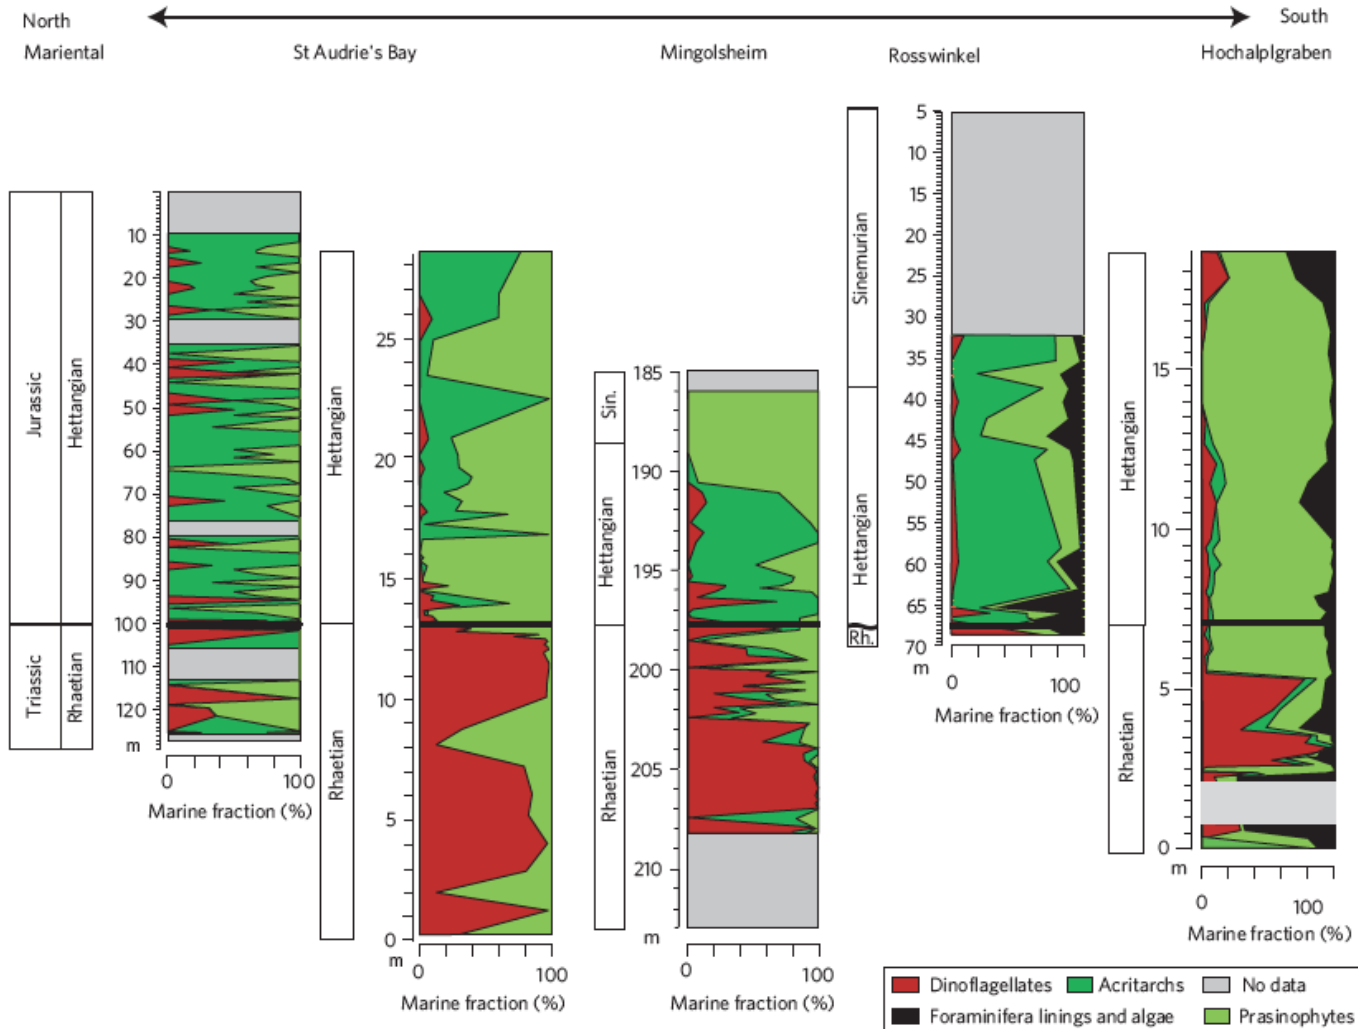 North
South
Mariental
St Audrie's Bay
Mingolsheim
Rosswinkel
Hochalplgraben
Jurassic
Hettangian
Triassic
Rhaetian
10
20
30
40
50
60
70
80
90
100
110
120
m
0
100
Marine fraction (%)
Hettangian
Rhaetian
25
20
15
10
5
0
m
0
100
Marine fraction (%)
Sin.
Hettangian
Rhaetian
185
190
195
200
205
210
m
0
100
Marine fraction (%)
Sinemurian
Hettangian
Rh.
5
10
15
20
25
30
35
40
45
50
55
60
65
70
m
0
100
Marine fraction (%)
Hettangian
Rhaetian
15
10
5
0
m
0
100
Marine fraction (%)
Dinoflagellates
Acritarchs
No data
Foraminifera linings and algae
Prasinophytes